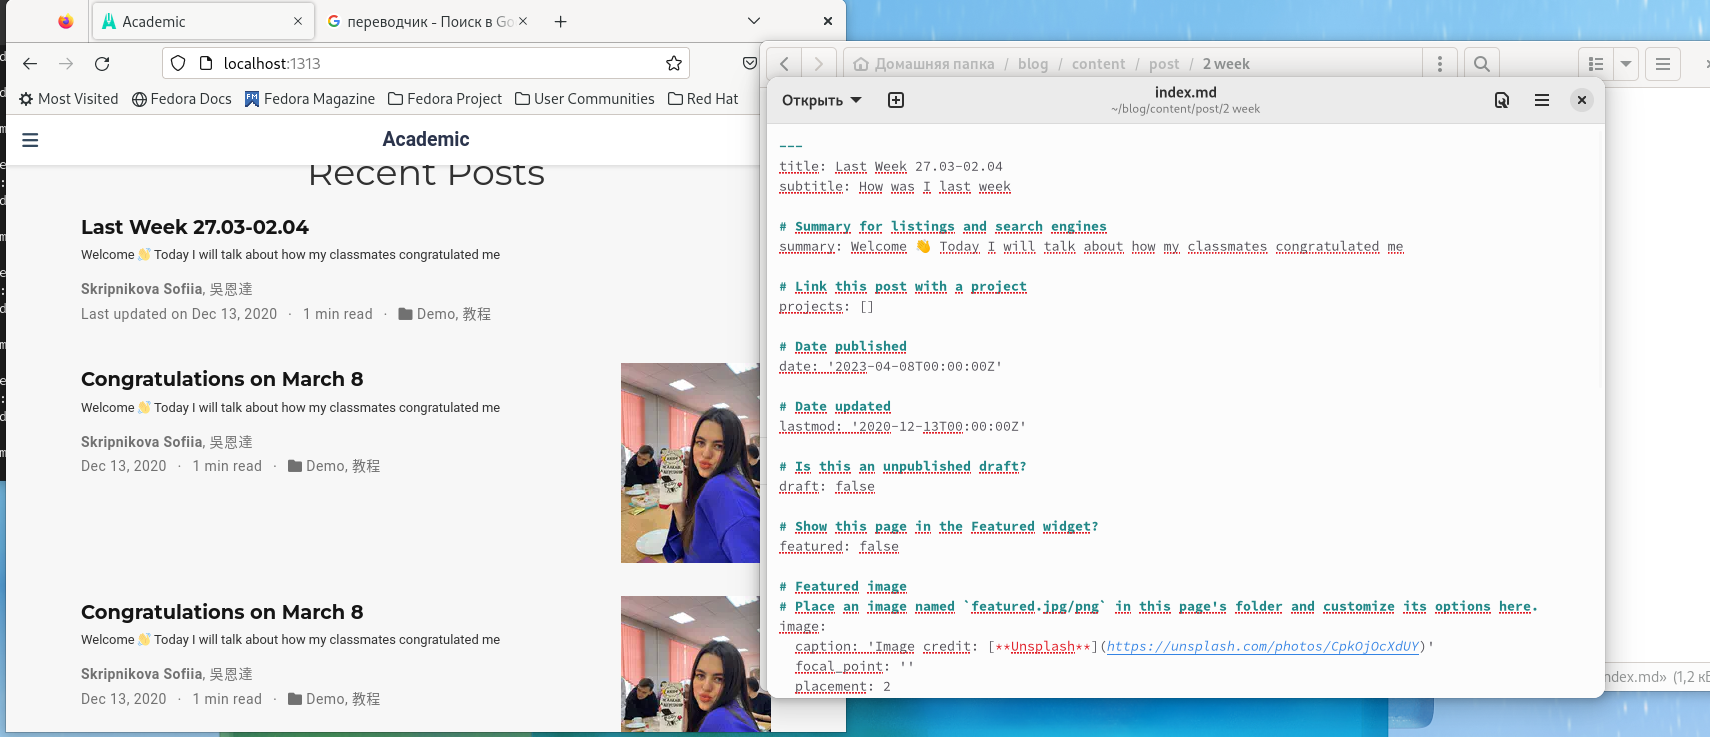 Academic
переводчик - Поиск в Go
localhost:1313
Most Visited
Fedora Docs
Fedora Magazine
Fedora Project
User Communities
Red Hat
Academic
Recent Posts
Last Week 27.03-02.04
Welcome 👋 Today I will talk about how my classmates congratulated me
Skripnikova Sofiia, 吳恩達
Last updated on Dec 13, 2020 · 1 min read · Demo, 教程
Congratulations on March 8
Welcome 👋 Today I will talk about how my classmates congratulated me
Skripnikova Sofiia, 吳恩達
Dec 13, 2020 · 1 min read · Demo, 教程
Congratulations on March 8
Welcome 👋 Today I will talk about how my classmates congratulated me
Skripnikova Sofiia, 吳恩達
Dec 13, 2020 · 1 min read · Demo, 教程
Домашняя папка / blog / content / post / 2 week
Открыть
index.md
~/blog/content/post/2 week
---
title: Last Week 27.03-02.04
subtitle: How was I last week
# Summary for listings and search engines
summary: Welcome 👋 Today I will talk about how my classmates congratulated me
# Link this post with a project
projects: []
# Date published
date: '2023-04-08T00:00:00Z'
# Date updated
lastmod: '2020-12-13T00:00:00Z'
# Is this an unpublished draft?
draft: false
# Show this page in the Featured widget?
featured: false
# Featured image
# Place an image named `featured.jpg/png` in this page's folder and customize its options here.
image:
caption: 'Image credit: [**Unsplash**](https://unsplash.com/photos/CpkOjOcXdUY)'
focal_point: ''
placement: 2
ndex.md» (1,2 кБ